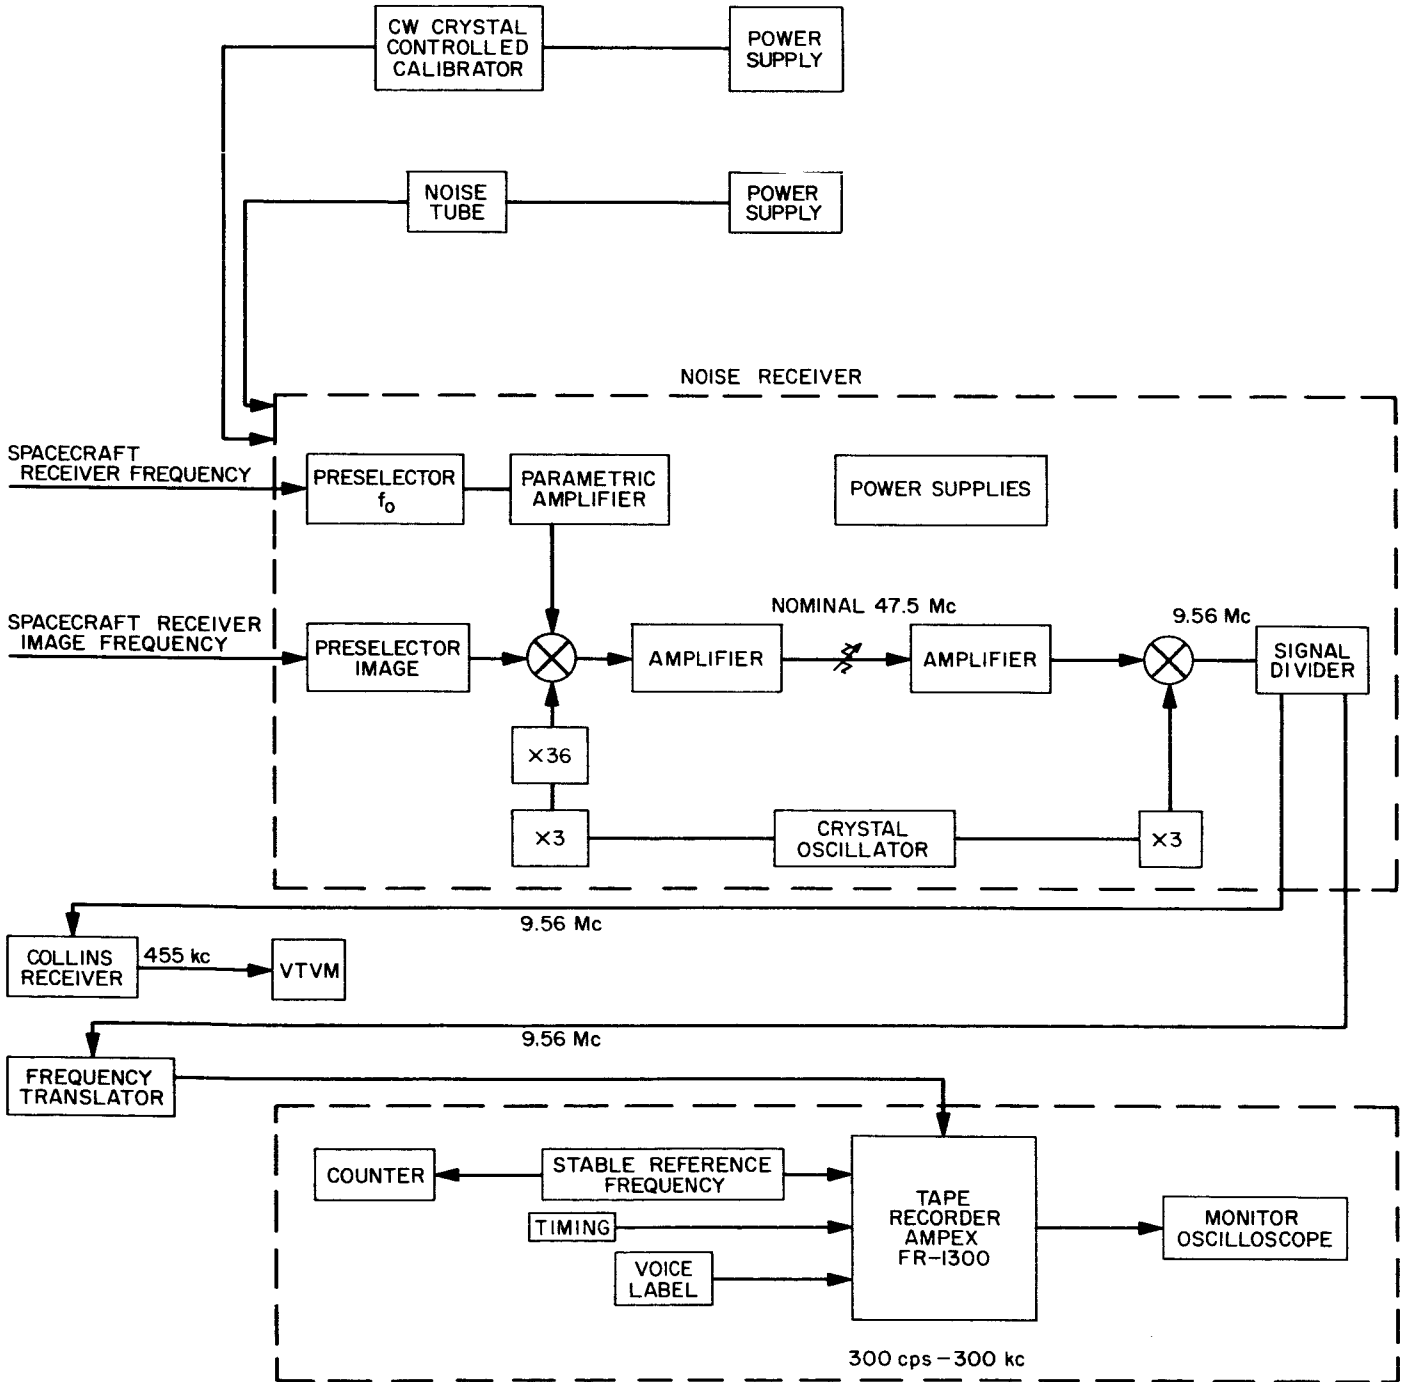 CW CRYSTAL
CONTROLLED
CALIBRATOR
POWER
SUPPLY
NOISE
TUBE
POWER
SUPPLY
NOISE RECEIVER
SPACECRAFT
RECEIVER FREQUENCY
PRESELECTOR
fo
PARAMETRIC
AMPLIFIER
POWER SUPPLIES
SPACECRAFT RECEIVER
IMAGE FREQUENCY
PRESELECTOR
IMAGE
AMPLIFIER
NOMINAL 47.5 Mc
AMPLIFIER
9.56 Mc
SIGNAL
DIVIDER
×36
×3
CRYSTAL
OSCILLATOR
×3
9.56 Mc
COLLINS
RECEIVER
455 kc
VTVM
9.56 Mc
FREQUENCY
TRANSLATOR
COUNTER
STABLE REFERENCE
FREQUENCY
TIMING
VOICE
LABEL
TAPE
RECORDER
AMPEX
FR-1300
MONITOR
OSCILLOSCOPE
300 cps-300 kc